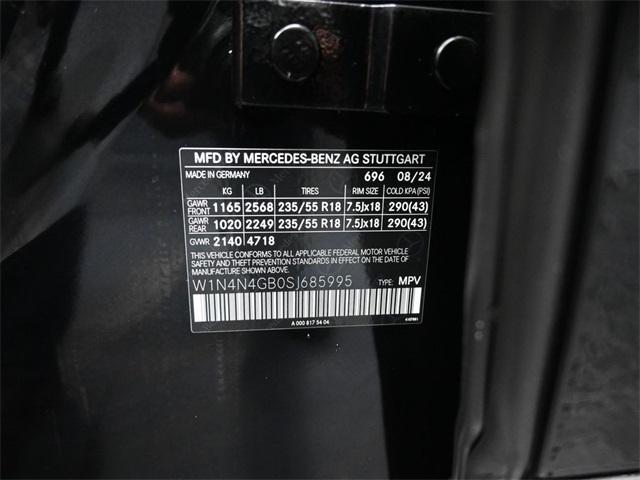 MFD BY MERCEDES-BENZ AG STUTTGART
MADE IN GERMANY 696 08/24
KG LB TIRES RIM SIZE COLD KPA(PSI)
GAWR FRONT 1165 2568 235/55 R18 7.5Jx18 290(43)
GAWR REAR 1020 2249 235/55 R18 7.5Jx18 290(43)
GVWR 2140 4718
THIS VEHICLE CONFORMS TO ALL APPLICABLE FEDERAL MOTOR VEHICLE
SAFETY AND THEFT PREVENTION STANDARDS IN EFFECT ON THE DATE OF
MANUFACTURE SHOWN ABOVE.
W1N4N4GB0SJ685995 TYPE: MPV
A 000 817 54 04